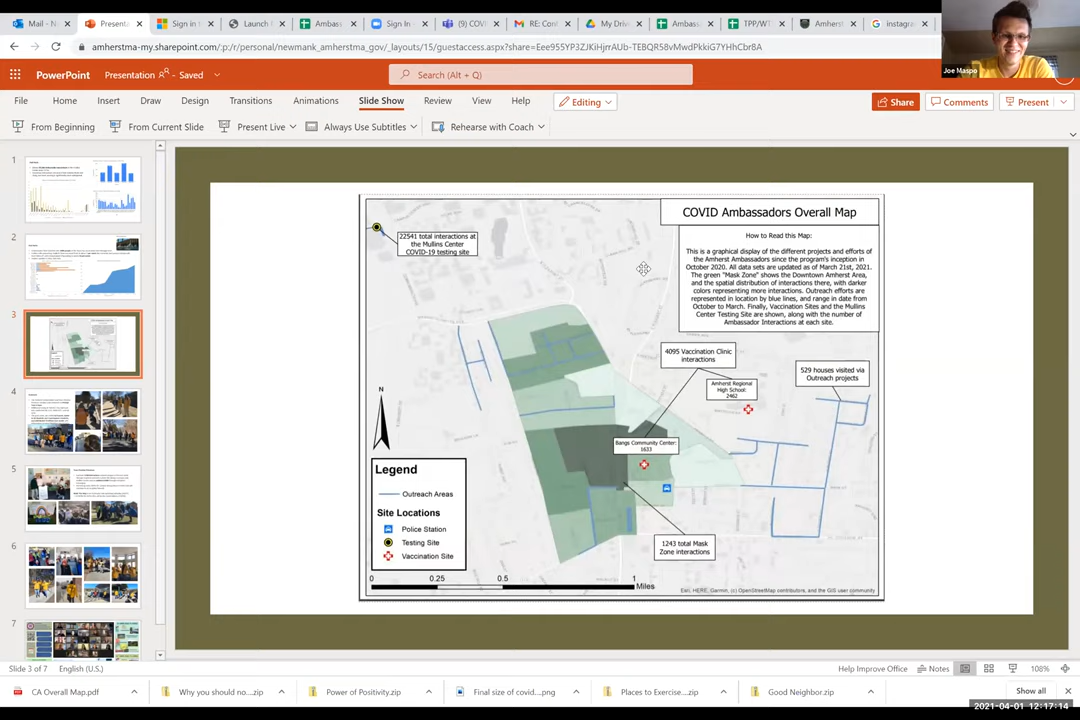 Mail - N
Presenta
Sign in t
Launch
Ambass
Sign In
(9) COV
RE: Cont
My Driv
Ambass
TPP/WT
Amherst
instagra
amherstma-my.sharepoint.com/:p:/r/personal/newmank_amherstma_gov/_layouts/15/guestaccess.aspx?share=Eee955YP3ZJKiHjrrAUb-TEBQR58vMwdPkkiG7YHhCbr8A
Joe Maspo
PowerPoint
Presentation - Saved
Search (Alt + Q)
File
Home
Insert
Draw
Design
Transitions
Animations
Slide Show
Review
View
Help
Editing
Share
Comments
Present
From Beginning
From Current Slide
Present Live
Always Use Subtitles
Rehearse with Coach
1
2
3
4
5
6
7
COVID Ambassadors Overall Map
How to Read this Map:
This is a graphical display of the different projects and efforts of
the Amherst Ambassadors since the program's inception in
October 2020. All data sets are updated as of March 21st, 2021.
The green "Mask Zone" shows the Downtown Amherst Area,
and the spatial distribution of interactions there, with darker
colors representing more interactions. Outreach efforts are
represented in location by blue lines, and range in date from
October to March. Finally, Vaccination Sites and the Mullins
Center Testing Site are shown, along with the number of
Ambassador Interactions at each site.
22541 total interactions at
the Mullins Center
COVID-19 testing site
4095 Vaccination Clinic
interactions
Amherst Regional
High School:
2462
529 houses visited via
Outreach projects
Bangs Community Center:
1633
1243 total Mask
Zone interactions
N
Legend
Outreach Areas
Site Locations
Police Station
Testing Site
Vaccination Site
0 0.25 0.5 1
Miles
Esri, HERE, Garmin, (c) OpenStreetMap contributors, and the GIS user community
Slide 3 of 7
English (U.S.)
Help Improve Office
Notes
108%
CA Overall Map.pdf
Why you should no....zip
Power of Positivity.zip
Final size of covid....png
Places to Exercise....zip
Good Neighbor.zip
Show all
2021-04-01 12:17:14